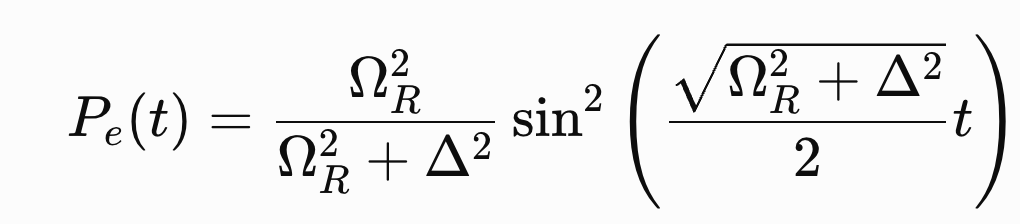 $P_e(t) = \frac{\Omega_R^2}{\Omega_R^2 + \Delta^2} \sin^2 \left( \frac{\sqrt{\Omega_R^2 + \Delta^2}}{2} t \right)$